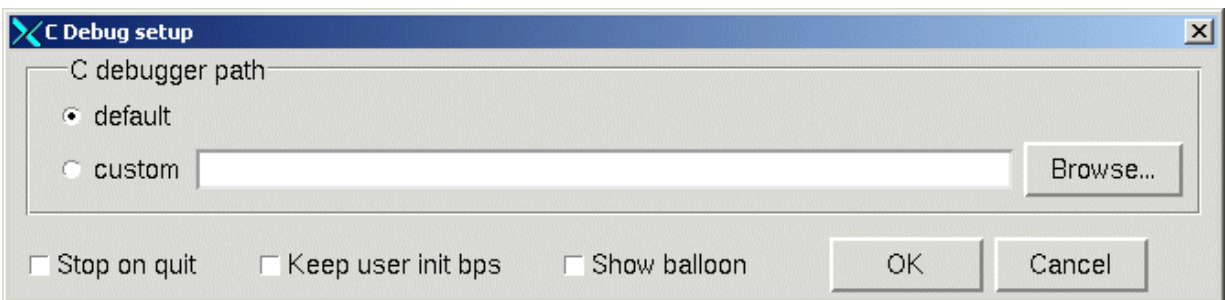 C Debug setup
C debugger path
default
custom Browse...
Stop on quit Keep user init bps Show balloon OK Cancel